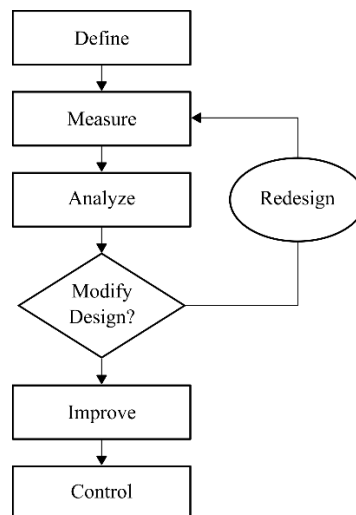 Define
Measure
Analyze
Redesign
Modify
Design?
Improve
Control